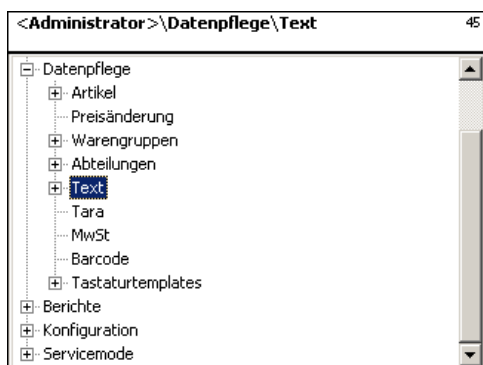 <Administrator>\Datenpflege\Text 45
Datenpflege
Artikel
Preisänderung
Warengruppen
Abteilungen
Text
Tara
MwSt
Barcode
Tastaturtemplates
Berichte
Konfiguration
Servicemode